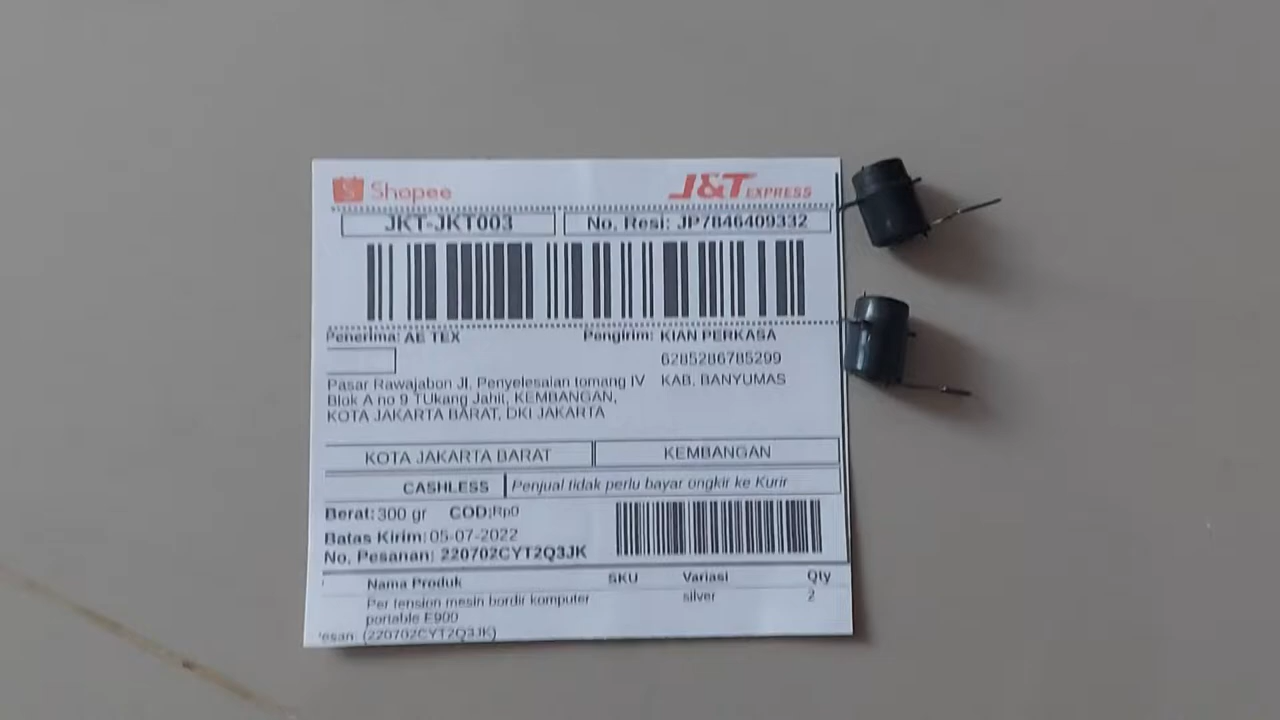 Shopee
J&T EXPRESS
JKT-JKT003
No. Resi: JP7846409332
Penerima: AE TEX
Pengirim: KIAN PERKASA
6285286785299
Pasar Rawajabon Jl. Penyelesaian tomang IV
KAB. BANYUMAS
Blok A no 9 TUkang Jahit, KEMBANGAN,
KOTA JAKARTA BARAT, DKI JAKARTA
KOTA JAKARTA BARAT
KEMBANGAN
CASHLESS
Penjual tidak perlu bayar ongkir ke Kurir
Berat: 300 gr COD:Rp0
Batas Kirim: 05-07-2022
No. Pesanan: 220702CYT2Q3JK
Nama Produk SKU Variasi Qty
Per tension mesin bordir komputer silver 2
portable E900
esan: (220702CYT2Q3JK)